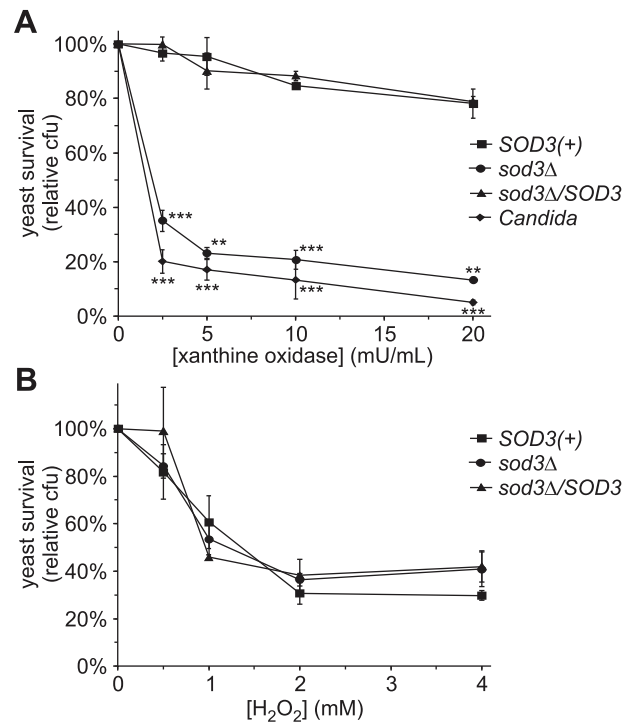 A
yeast survival
(relative cfu)
100%
80%
60%
40%
20%
0%
***
**
***
**
***
***
***
***
SOD3(+)
sod3Δ
sod3Δ/SOD3
Candida
0 5 10 15 20
[xanthine oxidase] (mU/mL)
B
yeast survival
(relative cfu)
100%
80%
60%
40%
20%
0%
SOD3(+)
sod3Δ
sod3Δ/SOD3
0 1 2 3 4
[H₂O₂] (mM)